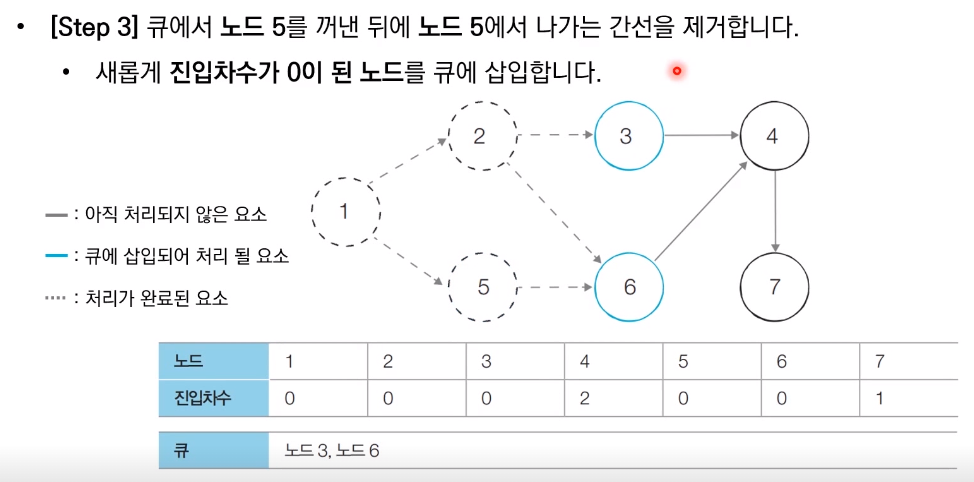 • [Step 3] 큐에서 노드 5를 꺼낸 뒤에 노드 5에서 나가는 간선을 제거합니다.
• 새롭게 진입차수가 0이 된 노드를 큐에 삽입합니다.
2 3 4
1
5 6 7
: 아직 처리되지 않은 요소
: 큐에 삽입되어 처리 될 요소
: 처리가 완료된 요소
노드 1 2 3 4 5 6 7
진입차수 0 0 0 2 0 0 1
큐 노드 3, 노드 6